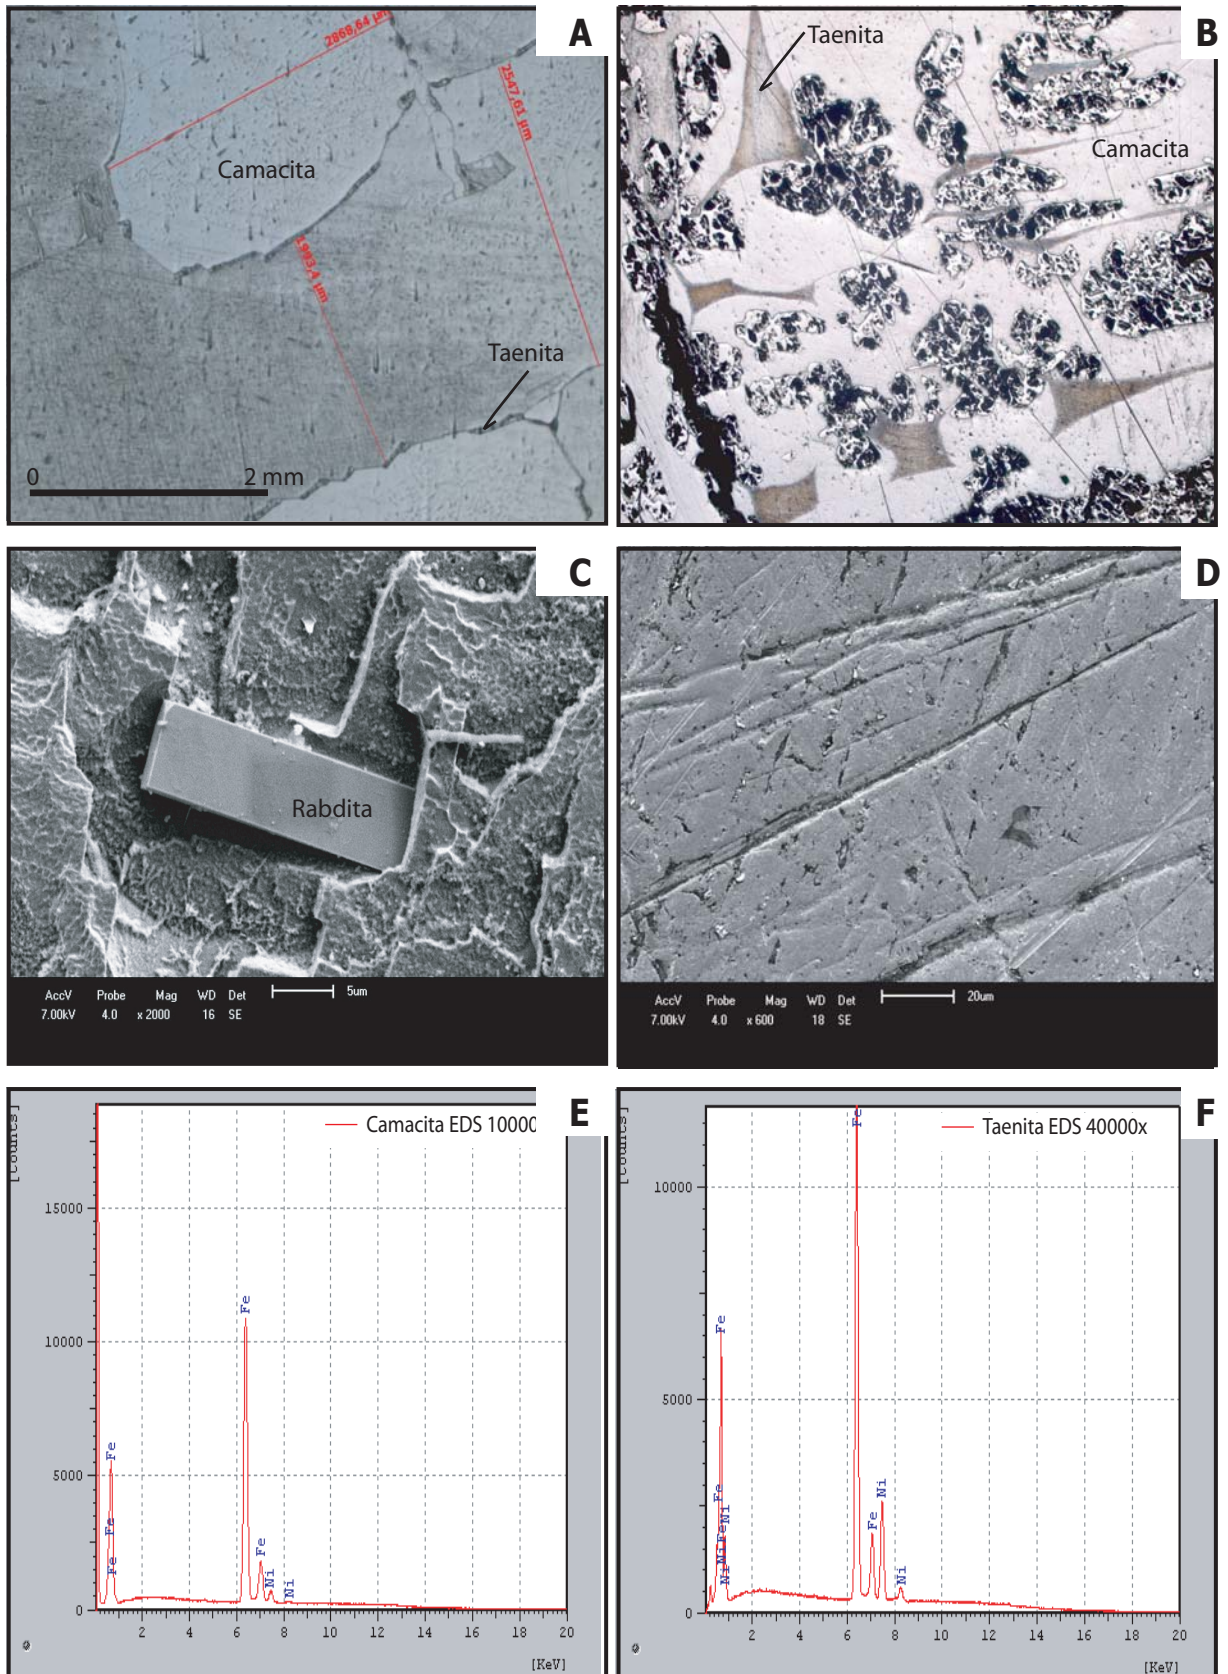 A
2868,64 µm
2547,61 µm
Camacita
1993,4 µm
Taenita
0 2 mm
B
Taenita
Camacita
C
Rabdita
AccV Probe Mag WD Det 5um
7.00kV 4.0 x 2000 16 SE
D
AccV Probe Mag WD Det 20um
7.00kV 4.0 x 600 18 SE
E
[Counts]
Camacita EDS 10000
15000
10000
5000
0
Fe
Fe
Fe
Fe
Fe
Ni
Ni
2 4 6 8 10 12 14 16 18 20
[KeV]
F
[Counts]
Taenita EDS 40000x
10000
5000
0
Fe
Fe
Fe
Fe
Ni
Ni
Ni
Fe
Ni
Ni
2 4 6 8 10 12 14 16 18 20
[KeV]